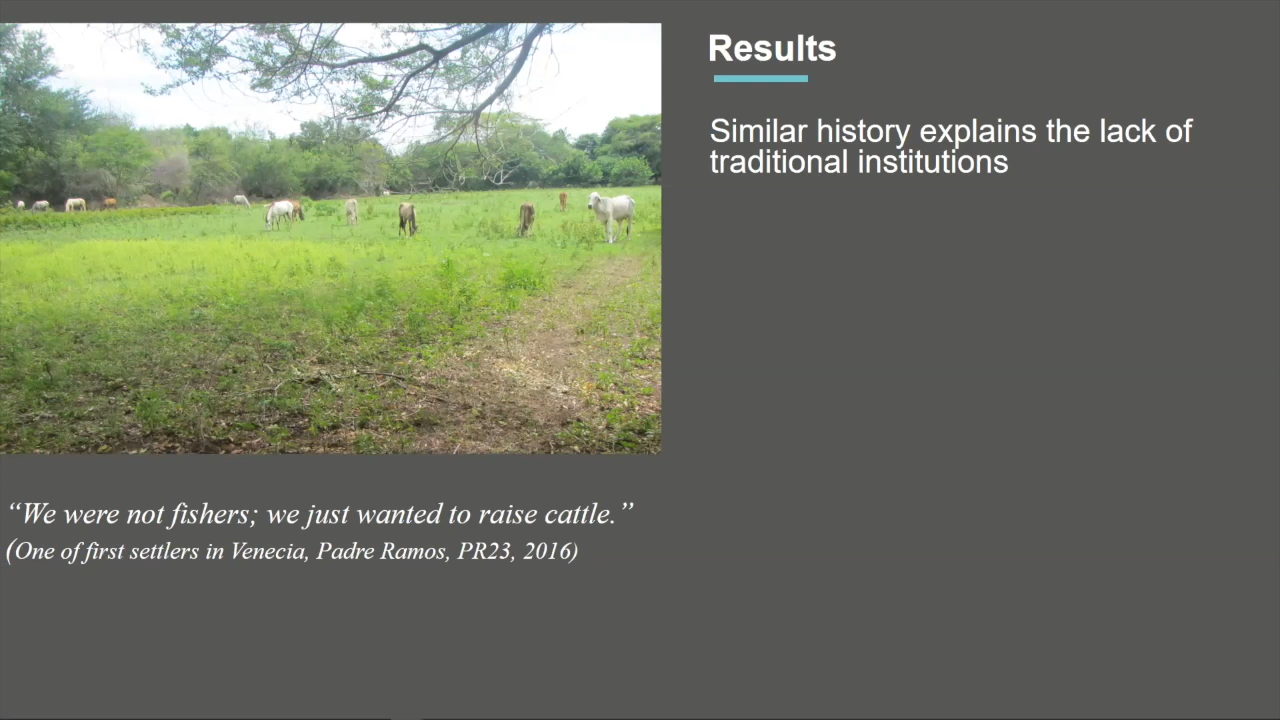 Results
Similar history explains the lack of
traditional institutions
“We were not fishers; we just wanted to raise cattle.”
(One of first settlers in Venecia, Padre Ramos, PR23, 2016)